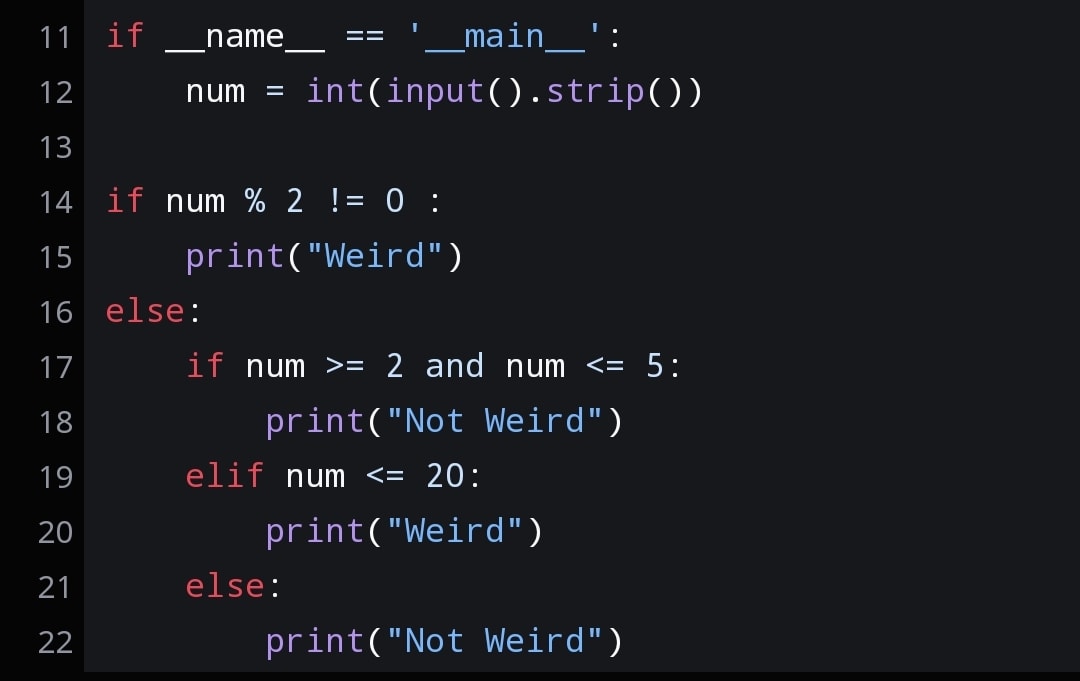 11 if __name__ == '__main__':
12     num = int(input().strip())
13
14 if num % 2 != 0 :
15     print("Weird")
16 else:
17     if num >= 2 and num <= 5:
18         print("Not Weird")
19     elif num <= 20:
20         print("Weird")
21     else:
22         print("Not Weird")